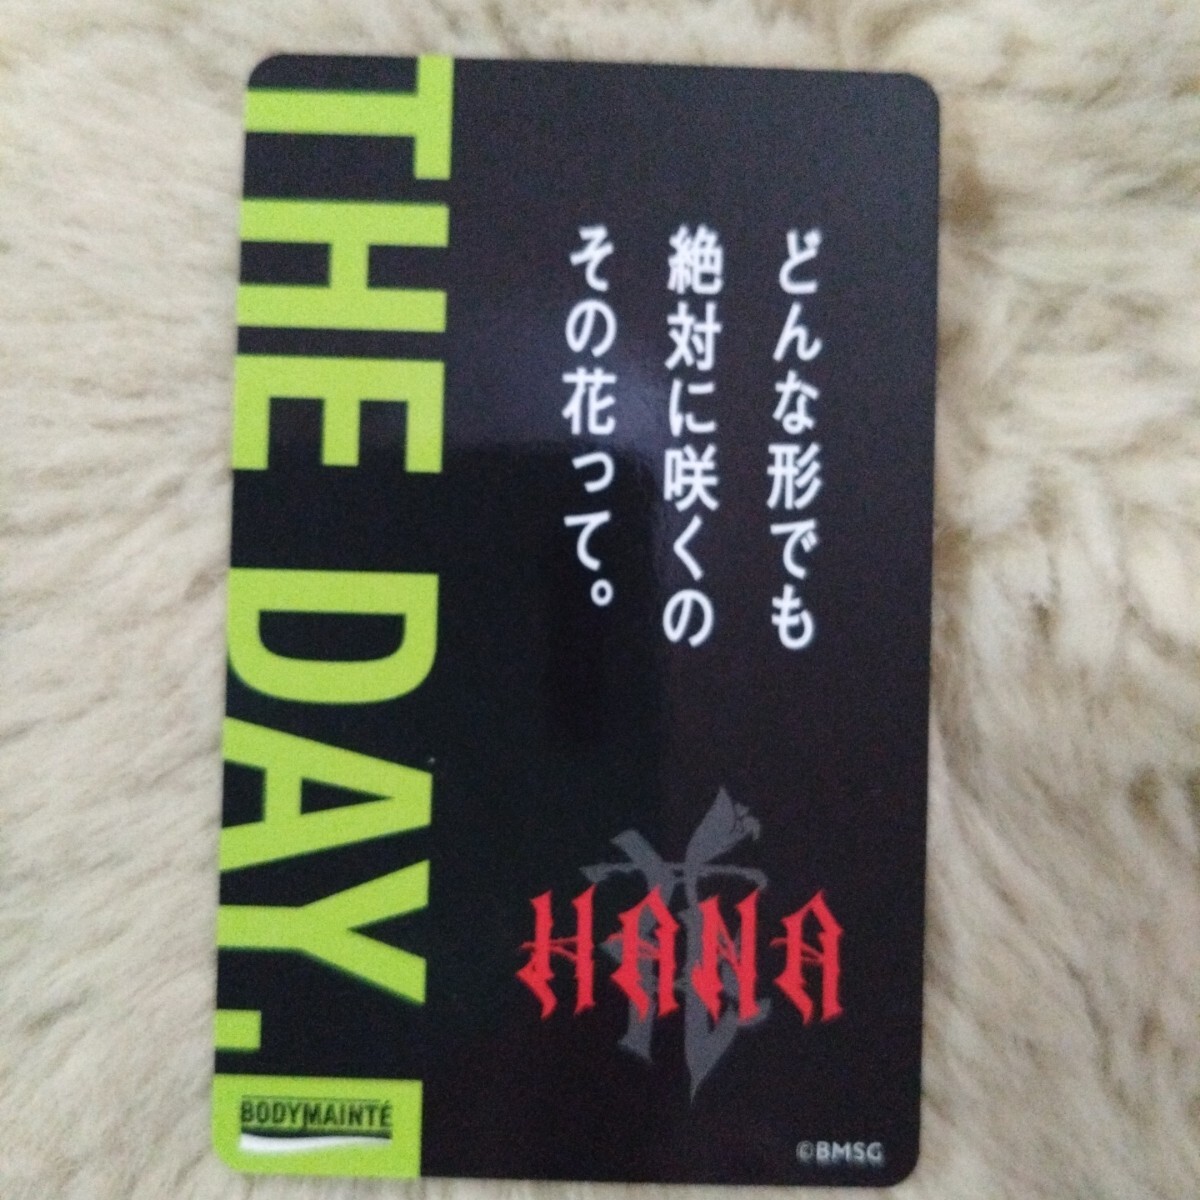 どんな形でも
絶対に咲くの
その花って。
THE DAY.
花
HANA
BODYMAINTÉ
©BMSG